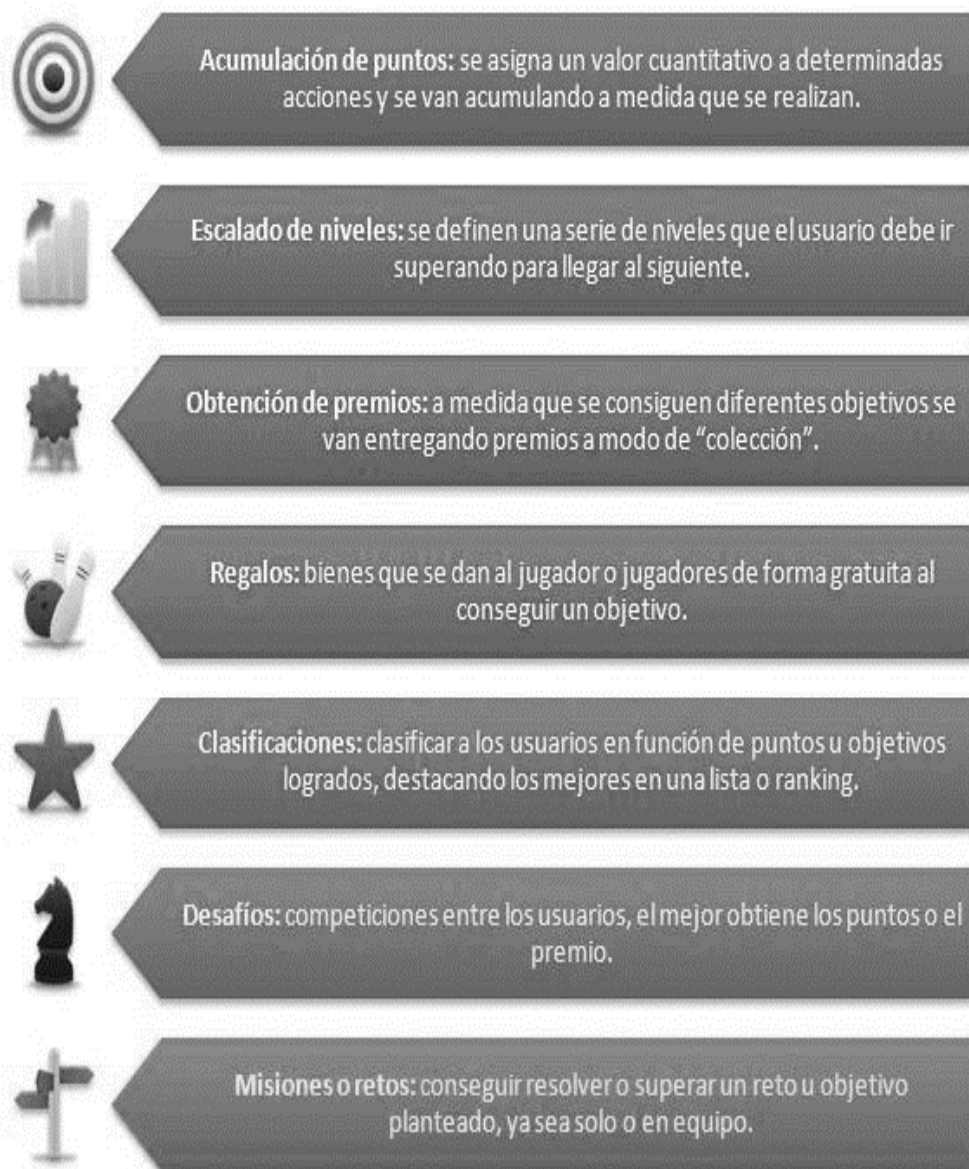 Acumulación de puntos: se asigna un valor cuantitativo a determinadas
acciones y se van acumulando a medida que se realizan.
Escalado de niveles: se definen una serie de niveles que el usuario debe ir
superando para llegar al siguiente.
Obtención de premios: a medida que se consiguen diferentes objetivos se
van entregando premios a modo de “colección”.
Regalos: bienes que se dan al jugador o jugadores de forma gratuita al
conseguir un objetivo.
Clasificaciones: clasificar a los usuarios en función de puntos u objetivos
logrados, destacando los mejores en una lista o ranking.
Desafíos: competiciones entre los usuarios, el mejor obtiene los puntos o el
premio.
Misiones o retos: conseguir resolver o superar un reto u objetivo
planteado, ya sea solo o en equipo.